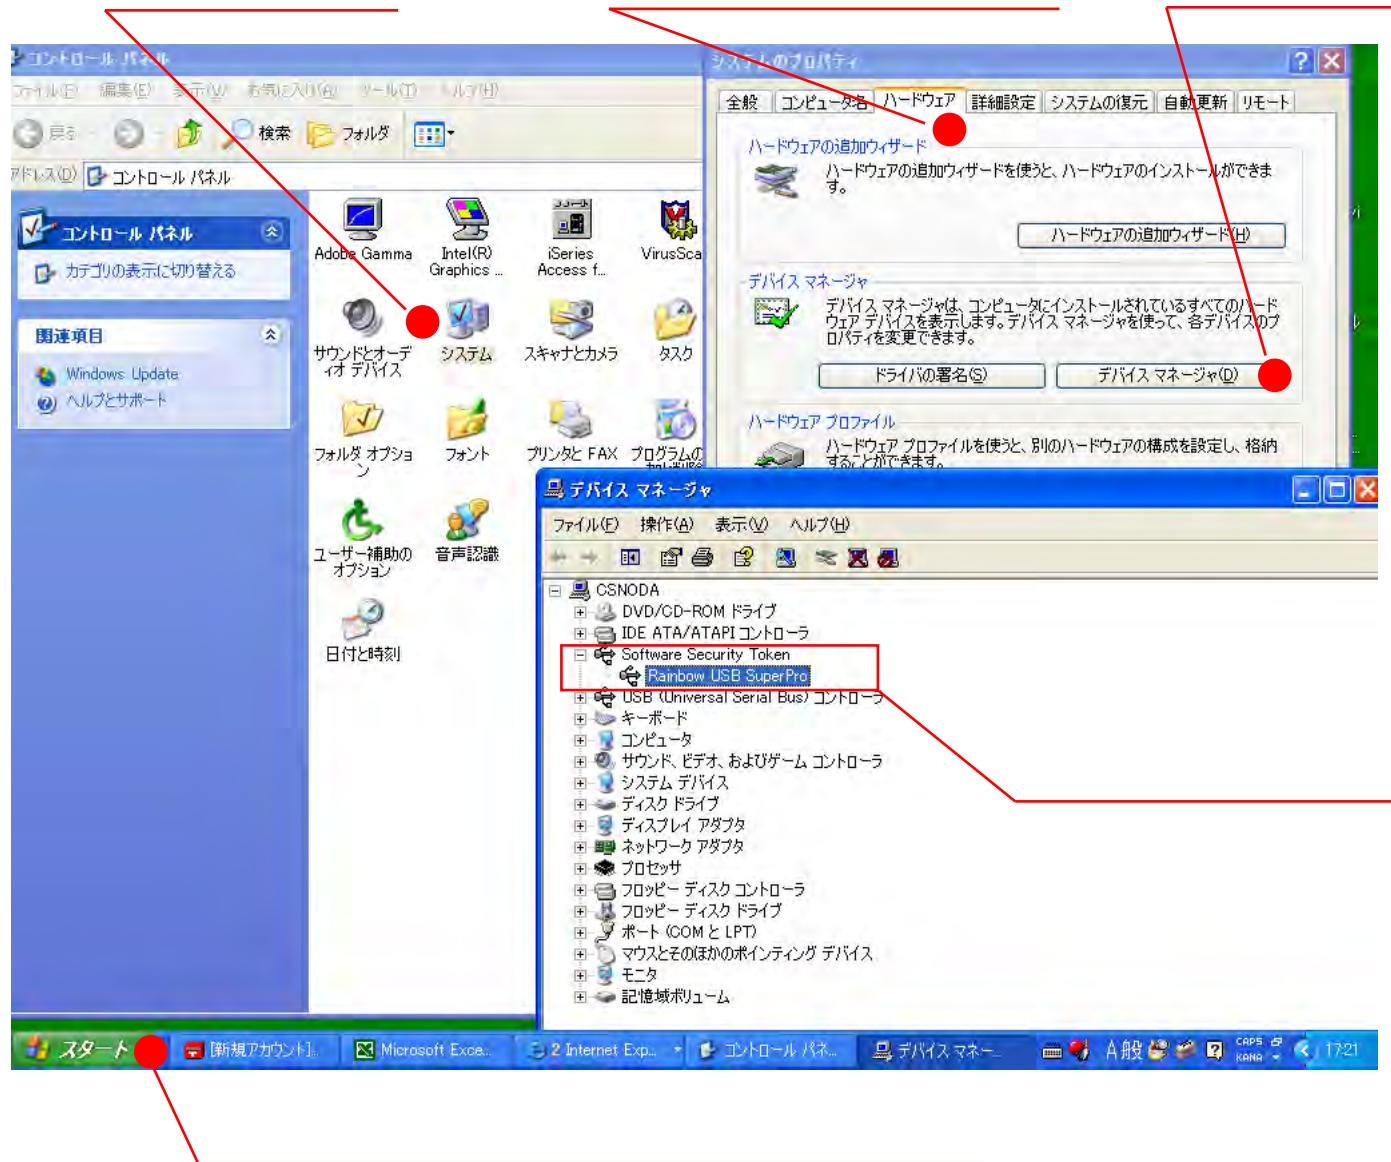 コントロール パネル
ファイル(F) 編集(E) 表示(V) お気に入り(A) ツール(T) ヘルプ(H)
戻る 検索 フォルダ
アドレス(D) コントロール パネル
コントロール パネル
カテゴリの表示に切り替える
関連項目
Windows Update
ヘルプとサポート
Adobe Gamma
Intel(R)
Graphics ...
iSeries
Access f...
VirusSca
サウンドとオーデ
ィオ デバイス
システム
スキャナとカメラ
タスク
フォルダ オプショ
ン
フォント
プリンタと FAX
プログラムの
ユーザー補助の
オプション
音声認識
日付と時刻
システムのプロパティ
全般 コンピュータ名 ハードウェア 詳細設定 システムの復元 自動更新 リモート
ハードウェアの追加ウィザード
ハードウェアの追加ウィザードを使うと、ハードウェアのインストールができま
す。
ハードウェアの追加ウィザード(H)
デバイス マネージャ
デバイス マネージャは、コンピュータにインストールされているすべてのハード
ウェア デバイスを表示します。デバイス マネージャを使って、各デバイスのプ
ロパティを変更できます。
ドライバの署名(S) デバイス マネージャ(D)
ハードウェア プロファイル
ハードウェア プロファイルを使うと、別のハードウェアの構成を設定し、格納
することができます。
デバイス マネージャ
ファイル(F) 操作(A) 表示(V) ヘルプ(H)
CSNODA
DVD/CD-ROM ドライブ
IDE ATA/ATAPI コントローラ
Software Security Token
Rainbow USB SuperPro
USB (Universal Serial Bus) コントローラ
キーボード
コンピュータ
サウンド、ビデオ、およびゲーム コントローラ
システム デバイス
ディスク ドライブ
ディスプレイ アダプタ
ネットワーク アダプタ
プロセッサ
フロッピー ディスク コントローラ
フロッピー ディスク ドライブ
ポート (COM と LPT)
マウスとそのほかのポインティング デバイス
モニタ
記憶域ボリューム
スタート [新規アカウント]... Microsoft Exce... 2 Internet Exp... コントロール パネ... デバイス マネー... A 般 CAPS KANA 17:21